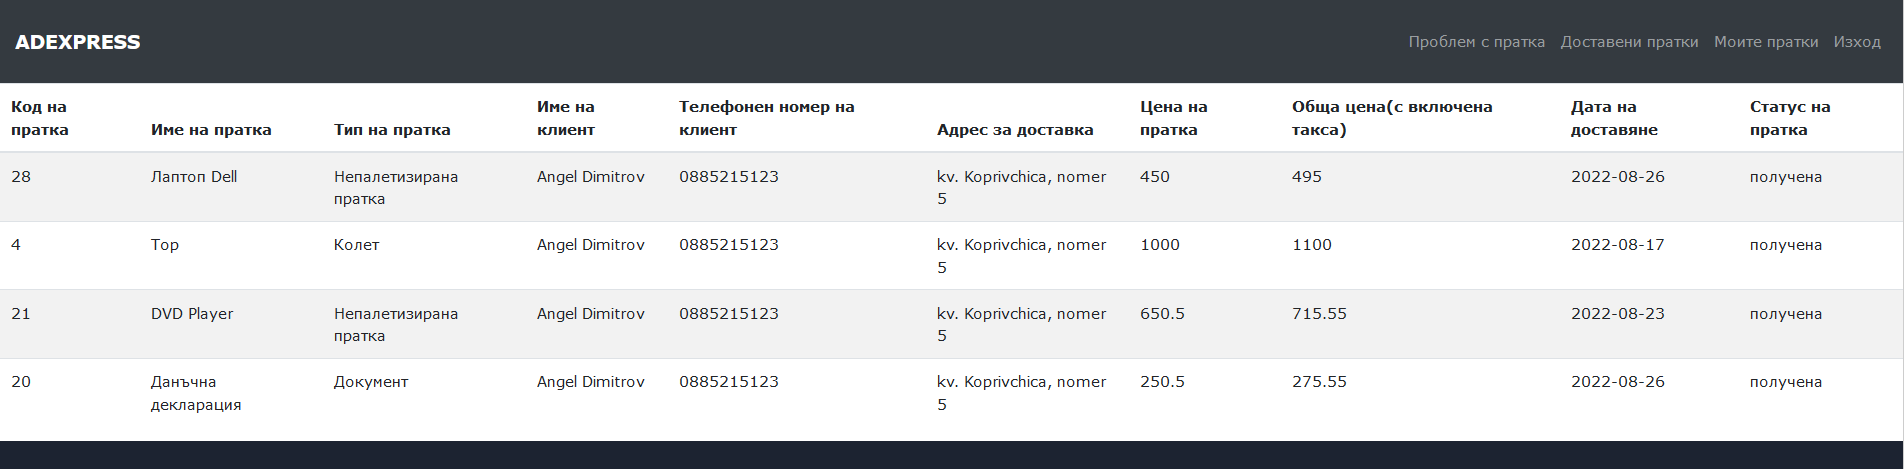 ADEXPRESS
Проблем с пратка Доставени пратки Моите пратки Изход
Код на пратка Име на пратка Тип на пратка Име на клиент Телефонен номер на клиент Адрес за доставка Цена на пратка Обща цена(с включена такса) Дата на доставяне Статус на пратка
28 Лаптоп Dell Непалетизирана пратка Angel Dimitrov 0885215123 kv. Koprivchica, nomer 5 450 495 2022-08-26 получена
4 Тор Колет Angel Dimitrov 0885215123 kv. Koprivchica, nomer 5 1000 1100 2022-08-17 получена
21 DVD Player Непалетизирана пратка Angel Dimitrov 0885215123 kv. Koprivchica, nomer 5 650.5 715.55 2022-08-23 получена
20 Данъчна декларация Документ Angel Dimitrov 0885215123 kv. Koprivchica, nomer 5 250.5 275.55 2022-08-26 получена